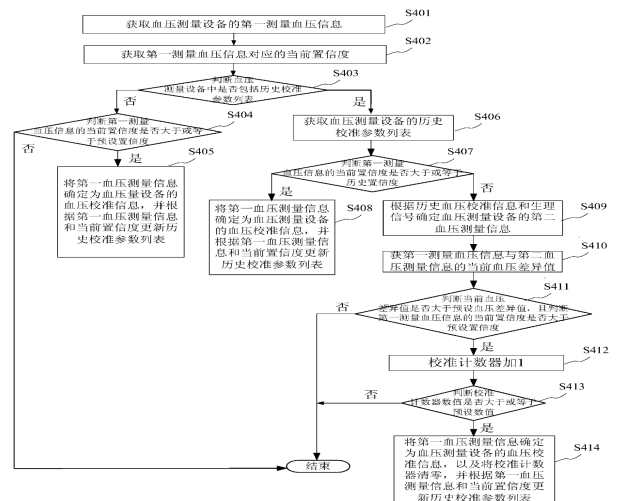 获取血压测量设备的第一测量血压信息
S401
获取第一测量血压信息对应的当前置信度
S402
判断血压
测量设备中是否包括历史校准
参数列表
S403
否
是
判断第一测量
血压信息的当前置信度是否大于或等
于预设置信度
S404
否
是
将第一血压测量信息
确定为血压量设备的
血压校准信息，并根
据第一血压测量信息
和当前置信度更新历
史校准参数列表
S405
获取血压测量设备的历史
校准参数列表
S406
判断第一测量
血压信息的当前置信度是否大于或等于
历史置信度
S407
是
否
将第一血压测量信息
确定为血压测量设备
的血压校准信息，并
根据第一血压测量信
息和当前置信度更新
历史校准参数列表
S408
根据历史血压校准信息和生理
信号确定血压测量设备的第二
血压测量信息
S409
获第一测量血压信息与第二血
压测量信息的当前血压差异值
S410
判断当前血压
差异值是否大于预设血压差异值，且判断
第一测量血压信息的当前置信度是否大于
预设置信度
S411
否
是
校准计数器加1
S412
判断校准
计数器数值是否大于或等于
预设数值
S413
否
是
将第一血压测量信息确定
为血压测量设备的血压校
准信息，以及将校准计数
器清零，并根据第一血压
测量信息和当前置信度更
新历史校准参数列表
S414
结束